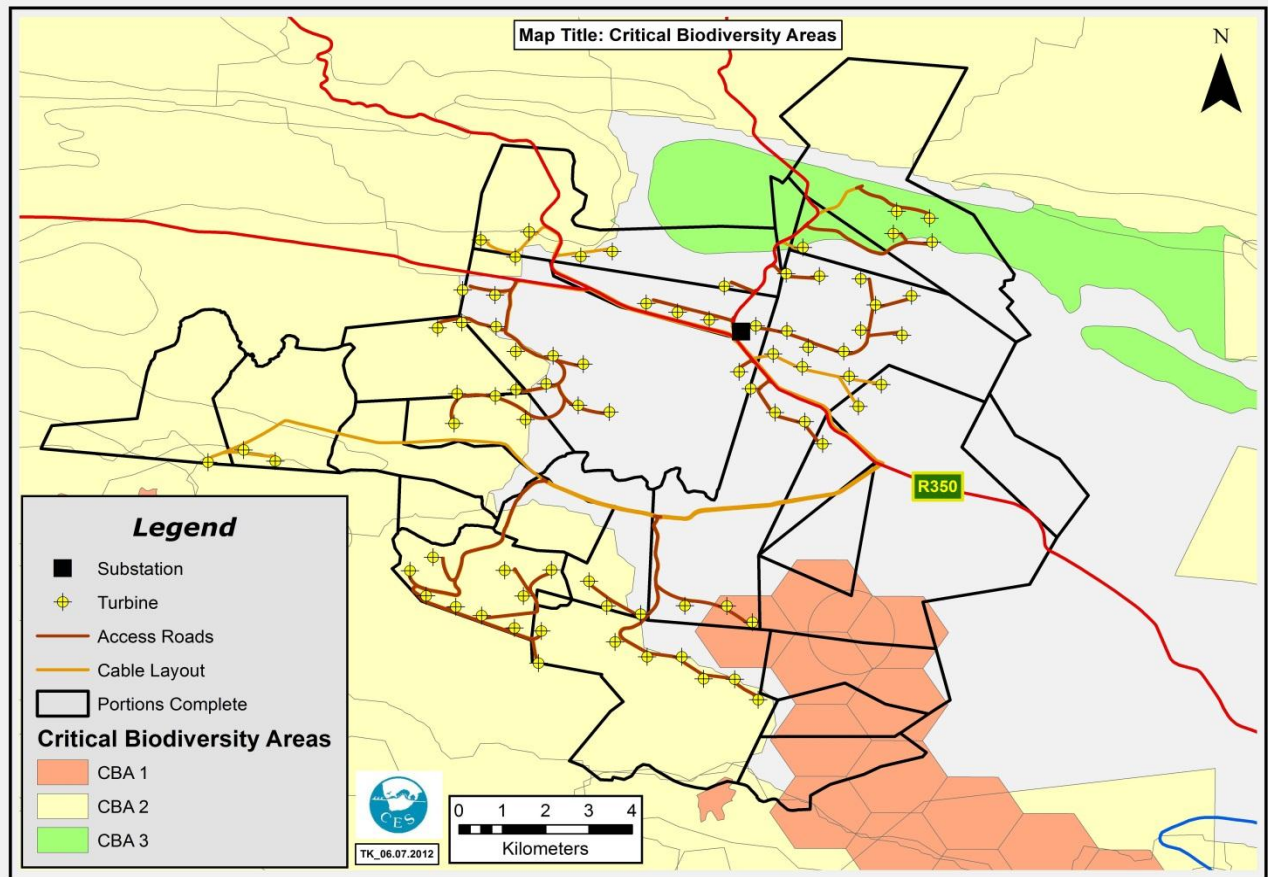 Map Title: Critical Biodiversity Areas
N
R350
Legend
Substation
Turbine
Access Roads
Cable Layout
Portions Complete
Critical Biodiversity Areas
CBA 1
CBA 2
CBA 3
CES
TK_06.07.2012
0 1 2 3 4
Kilometers